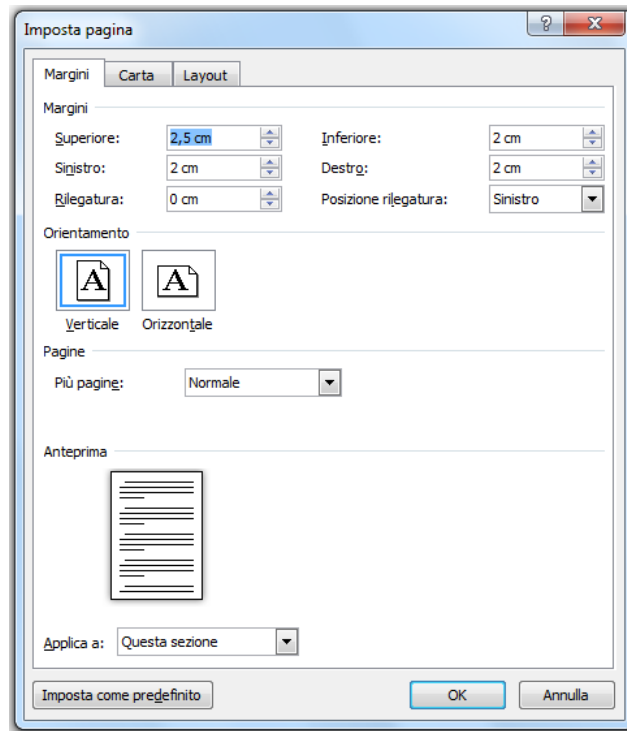 Imposta pagina
Margini Carta Layout
Margini
Superiore: 2,5 cm Inferiore: 2 cm
Sinistro: 2 cm Destro: 2 cm
Rilegatura: 0 cm Posizione rilegatura: Sinistro
Orientamento
A A
Verticale Orizzontale
Pagine
Più pagine: Normale
Anteprima
Applica a: Questa sezione
Imposta come predefinito OK Annulla